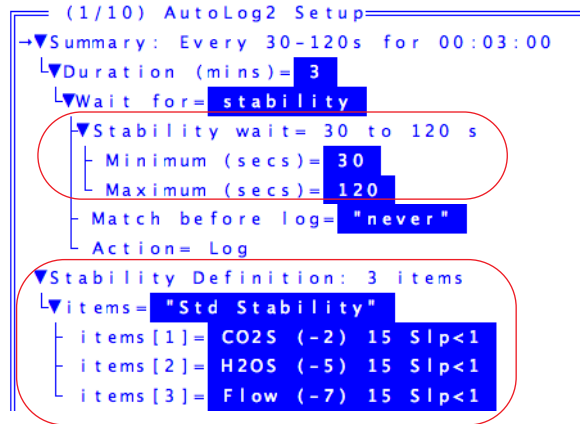 (1/10) AutoLog2 Setup
→▼Summary: Every 30-120s for 00:03:00
▼Duration (mins)= 3
▼Wait for= stability
▼Stability wait= 30 to 120 s
Minimum (secs)= 30
Maximum (secs)= 120
Match before log= "never"
Action= Log
▼Stability Definition: 3 items
▼items= "Std Stability"
items[1]= CO2S (-2) 15 Slp<1
items[2]= H2OS (-5) 15 Slp<1
items[3]= Flow (-7) 15 Slp<1